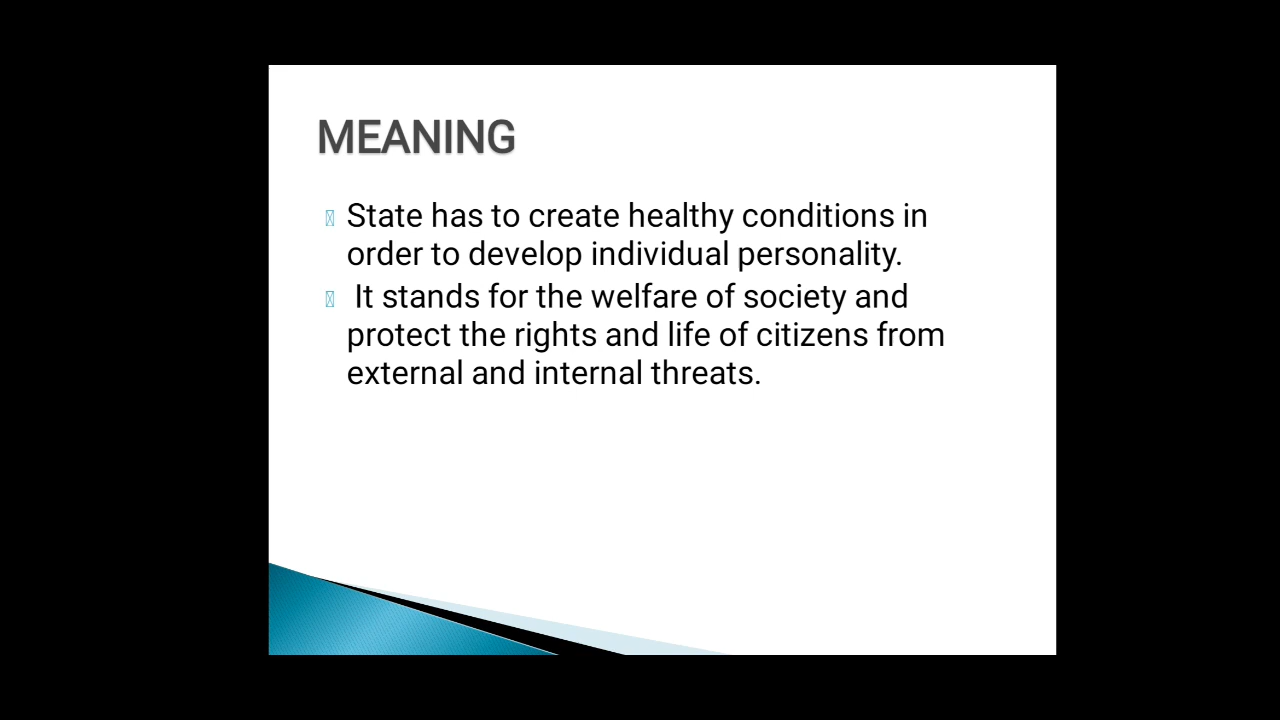 MEANING
State has to create healthy conditions in
order to develop individual personality.
It stands for the welfare of society and
protect the rights and life of citizens from
external and internal threats.